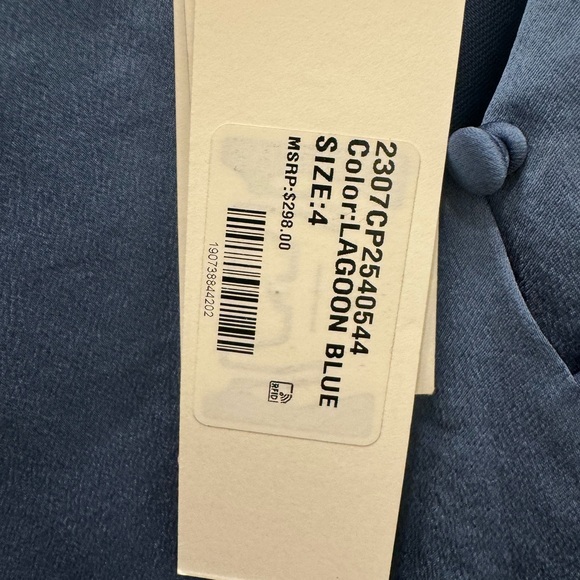 2307CP2540544
Color:LAGOON BLUE
SIZE:4
MSRP:$298.00
190738844202
RFID